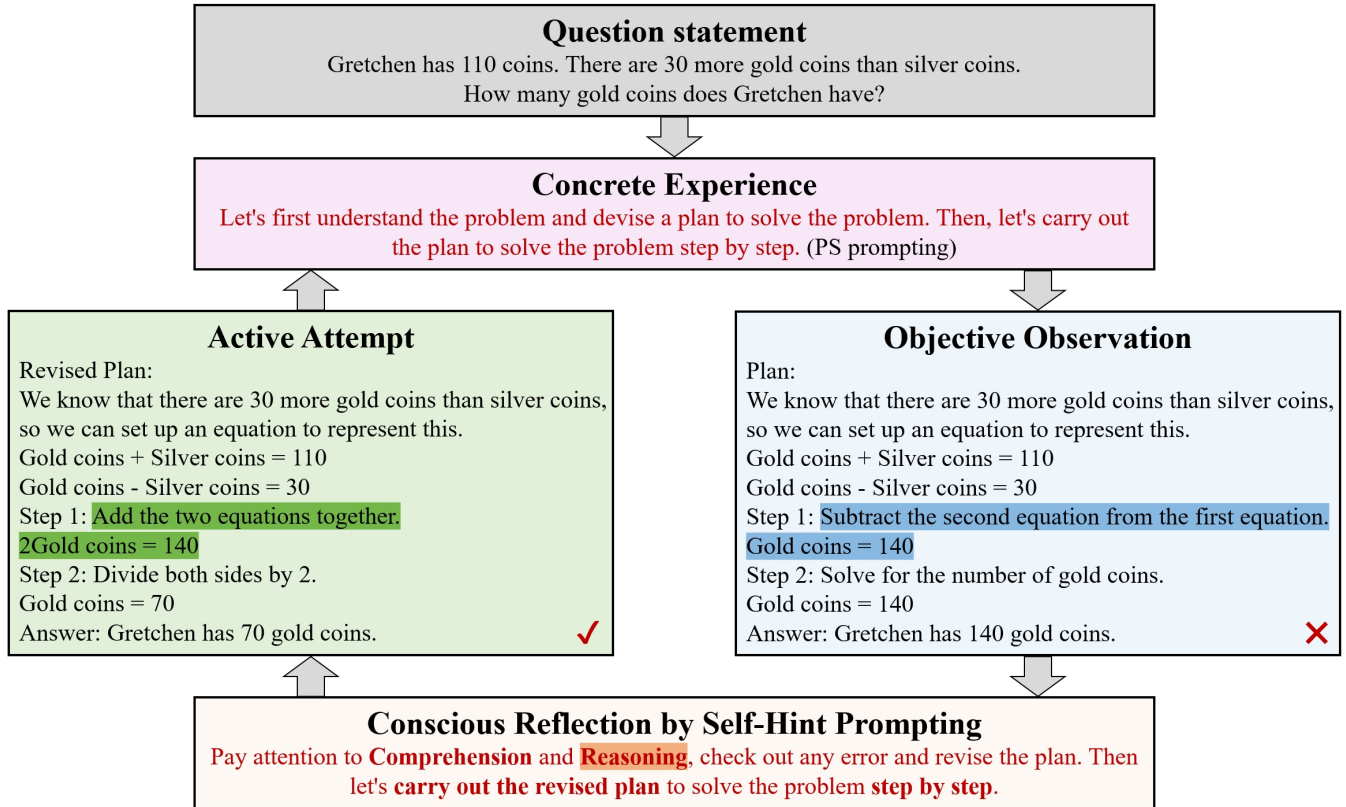 Question statement
Gretchen has 110 coins. There are 30 more gold coins than silver coins.
How many gold coins does Gretchen have?
Concrete Experience
Let's first understand the problem and devise a plan to solve the problem. Then, let's carry out
the plan to solve the problem step by step. (PS prompting)
Active Attempt
Revised Plan:
We know that there are 30 more gold coins than silver coins,
so we can set up an equation to represent this.
Gold coins + Silver coins = 110
Gold coins - Silver coins = 30
Step 1: Add the two equations together.
2Gold coins = 140
Step 2: Divide both sides by 2.
Gold coins = 70
Answer: Gretchen has 70 gold coins.
Objective Observation
Plan:
We know that there are 30 more gold coins than silver coins,
so we can set up an equation to represent this.
Gold coins + Silver coins = 110
Gold coins - Silver coins = 30
Step 1: Subtract the second equation from the first equation.
Gold coins = 140
Step 2: Solve for the number of gold coins.
Gold coins = 140
Answer: Gretchen has 140 gold coins.
Conscious Reflection by Self-Hint Prompting
Pay attention to Comprehension and Reasoning, check out any error and revise the plan. Then
let's carry out the revised plan to solve the problem step by step.